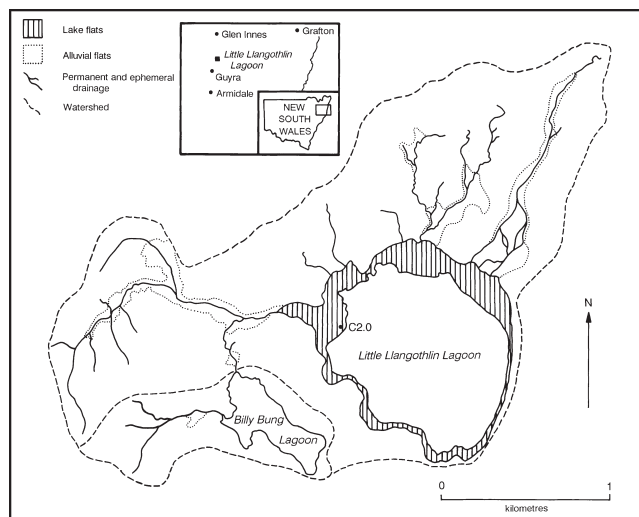 Lake flats
Alluvial flats
Permanent and ephemeral
drainage
Watershed
Glen Innes
Grafton
Little Llangothlin
Lagoon
Guyra
Armidale
NEW
SOUTH
WALES
N
C2.0
Little Llangothlin Lagoon
Billy Bung
Lagoon
0
1
kilometres